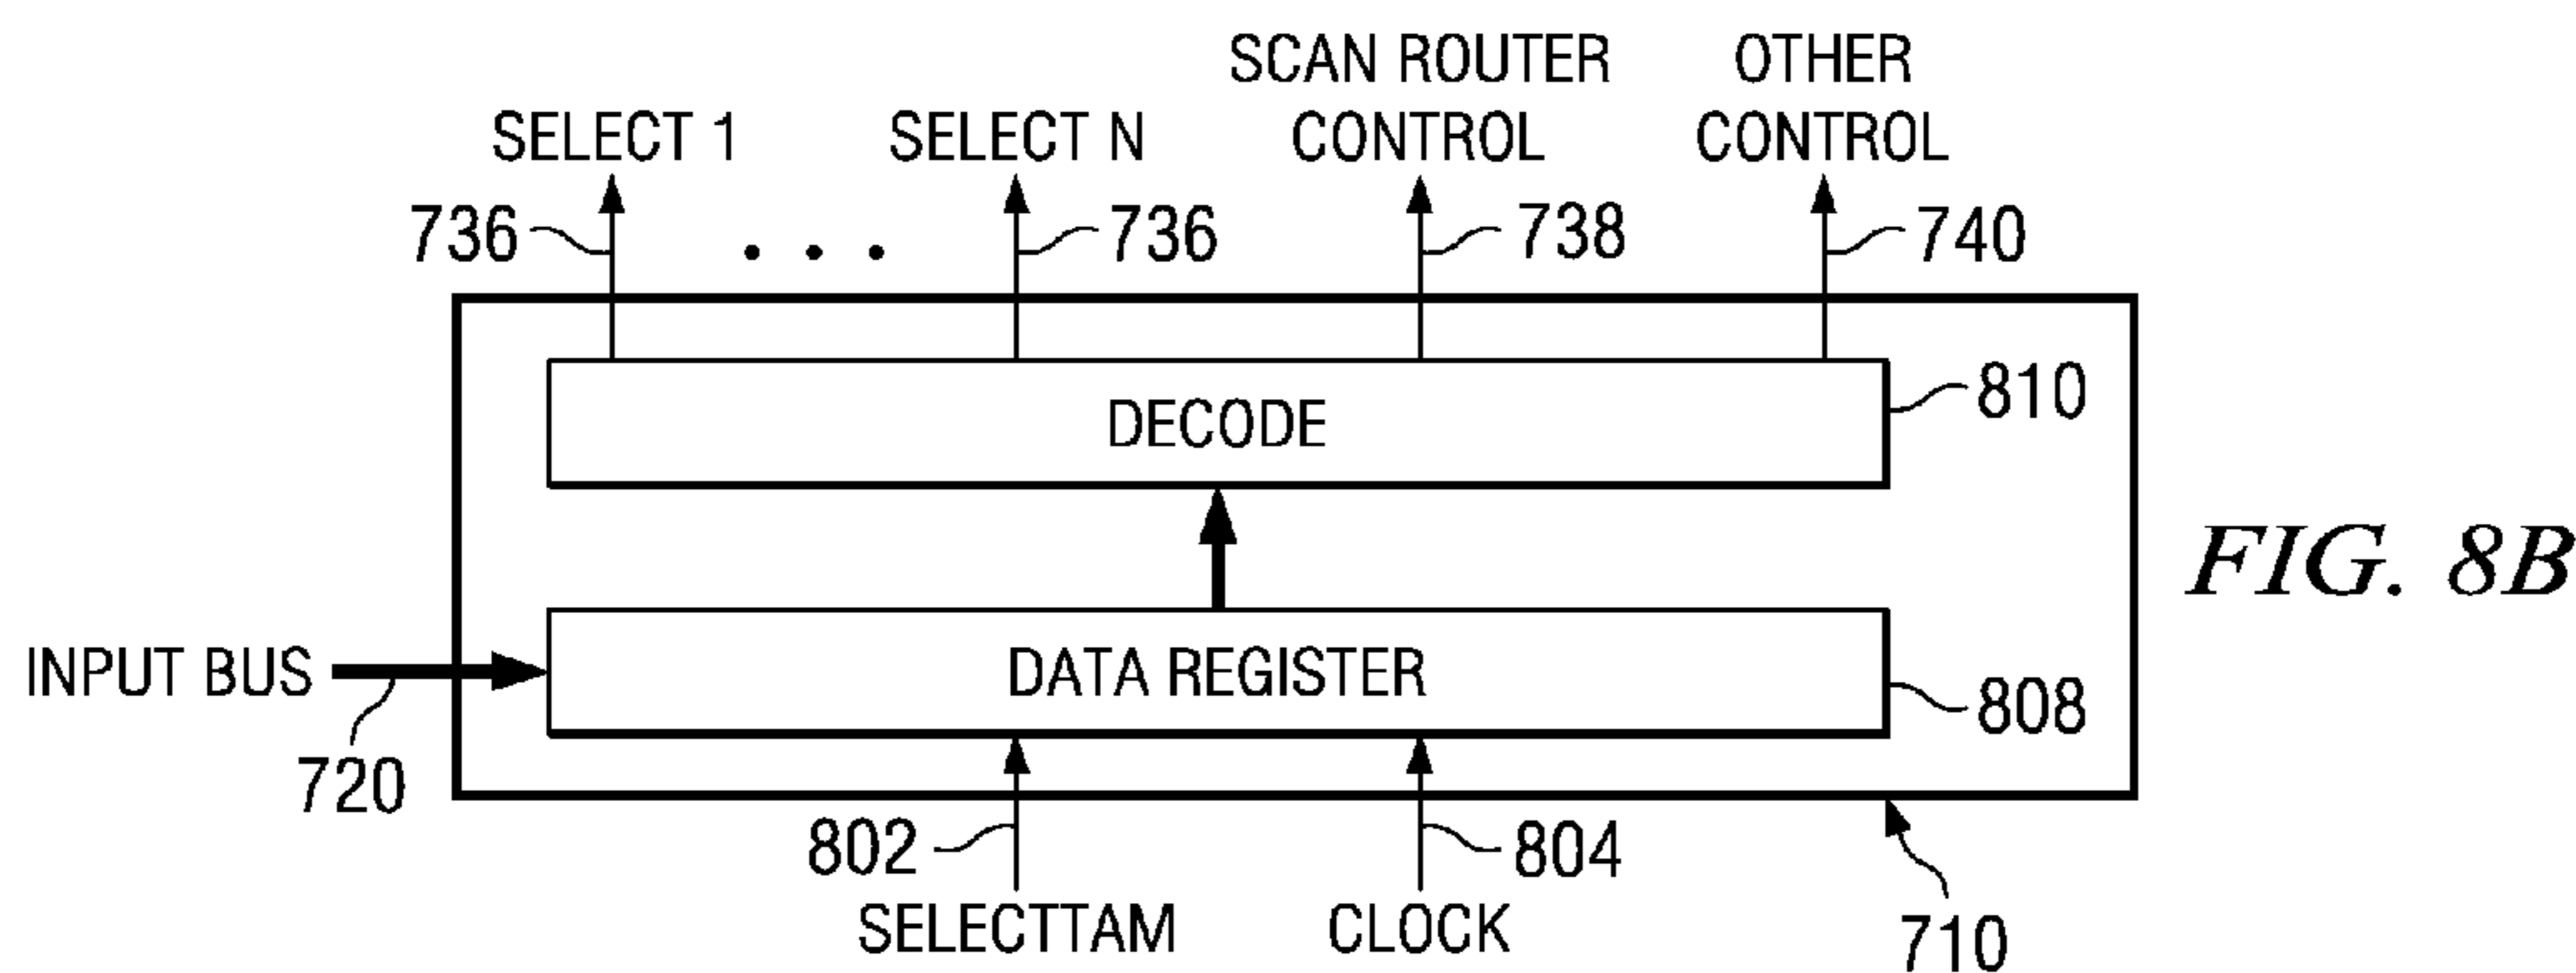 SCAN ROUTER OTHER
SELECT 1 SELECT N CONTROL CONTROL
736 . . . 736 738 740
DECODE 810
FIG. 8B
INPUT BUS DATA REGISTER 808
720
802 804
SELECTTAM CLOCK 710